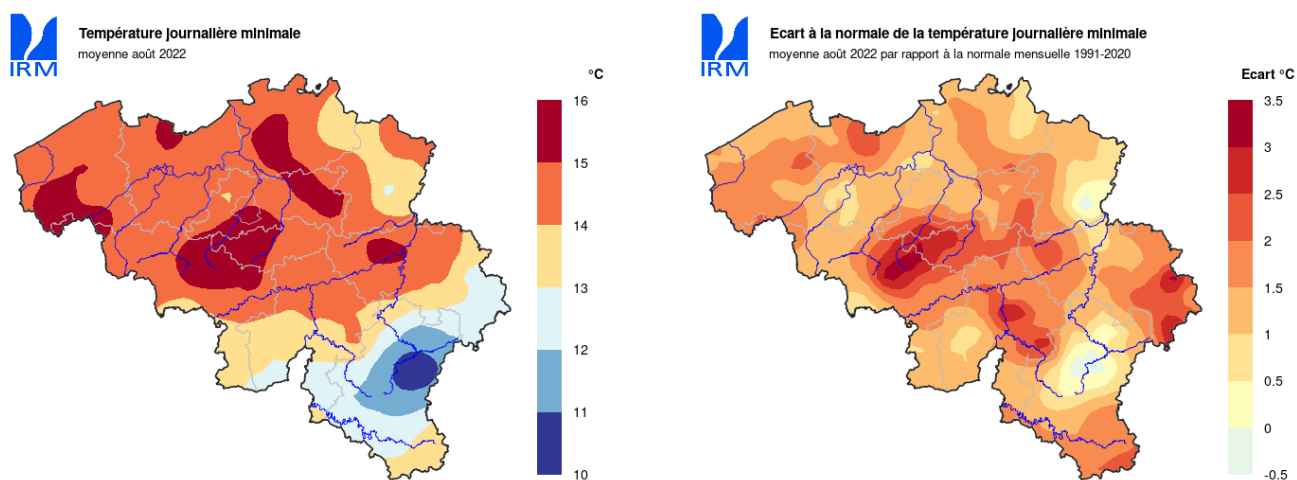 Température journalière minimale
moyenne août 2022
IRM
°C
16
15
14
13
12
11
10
Ecart à la normale de la température journalière minimale
moyenne août 2022 par rapport à la normale mensuelle 1991-2020
IRM
Ecart °C
3.5
3
2.5
2
1.5
1
0.5
0
-0.5